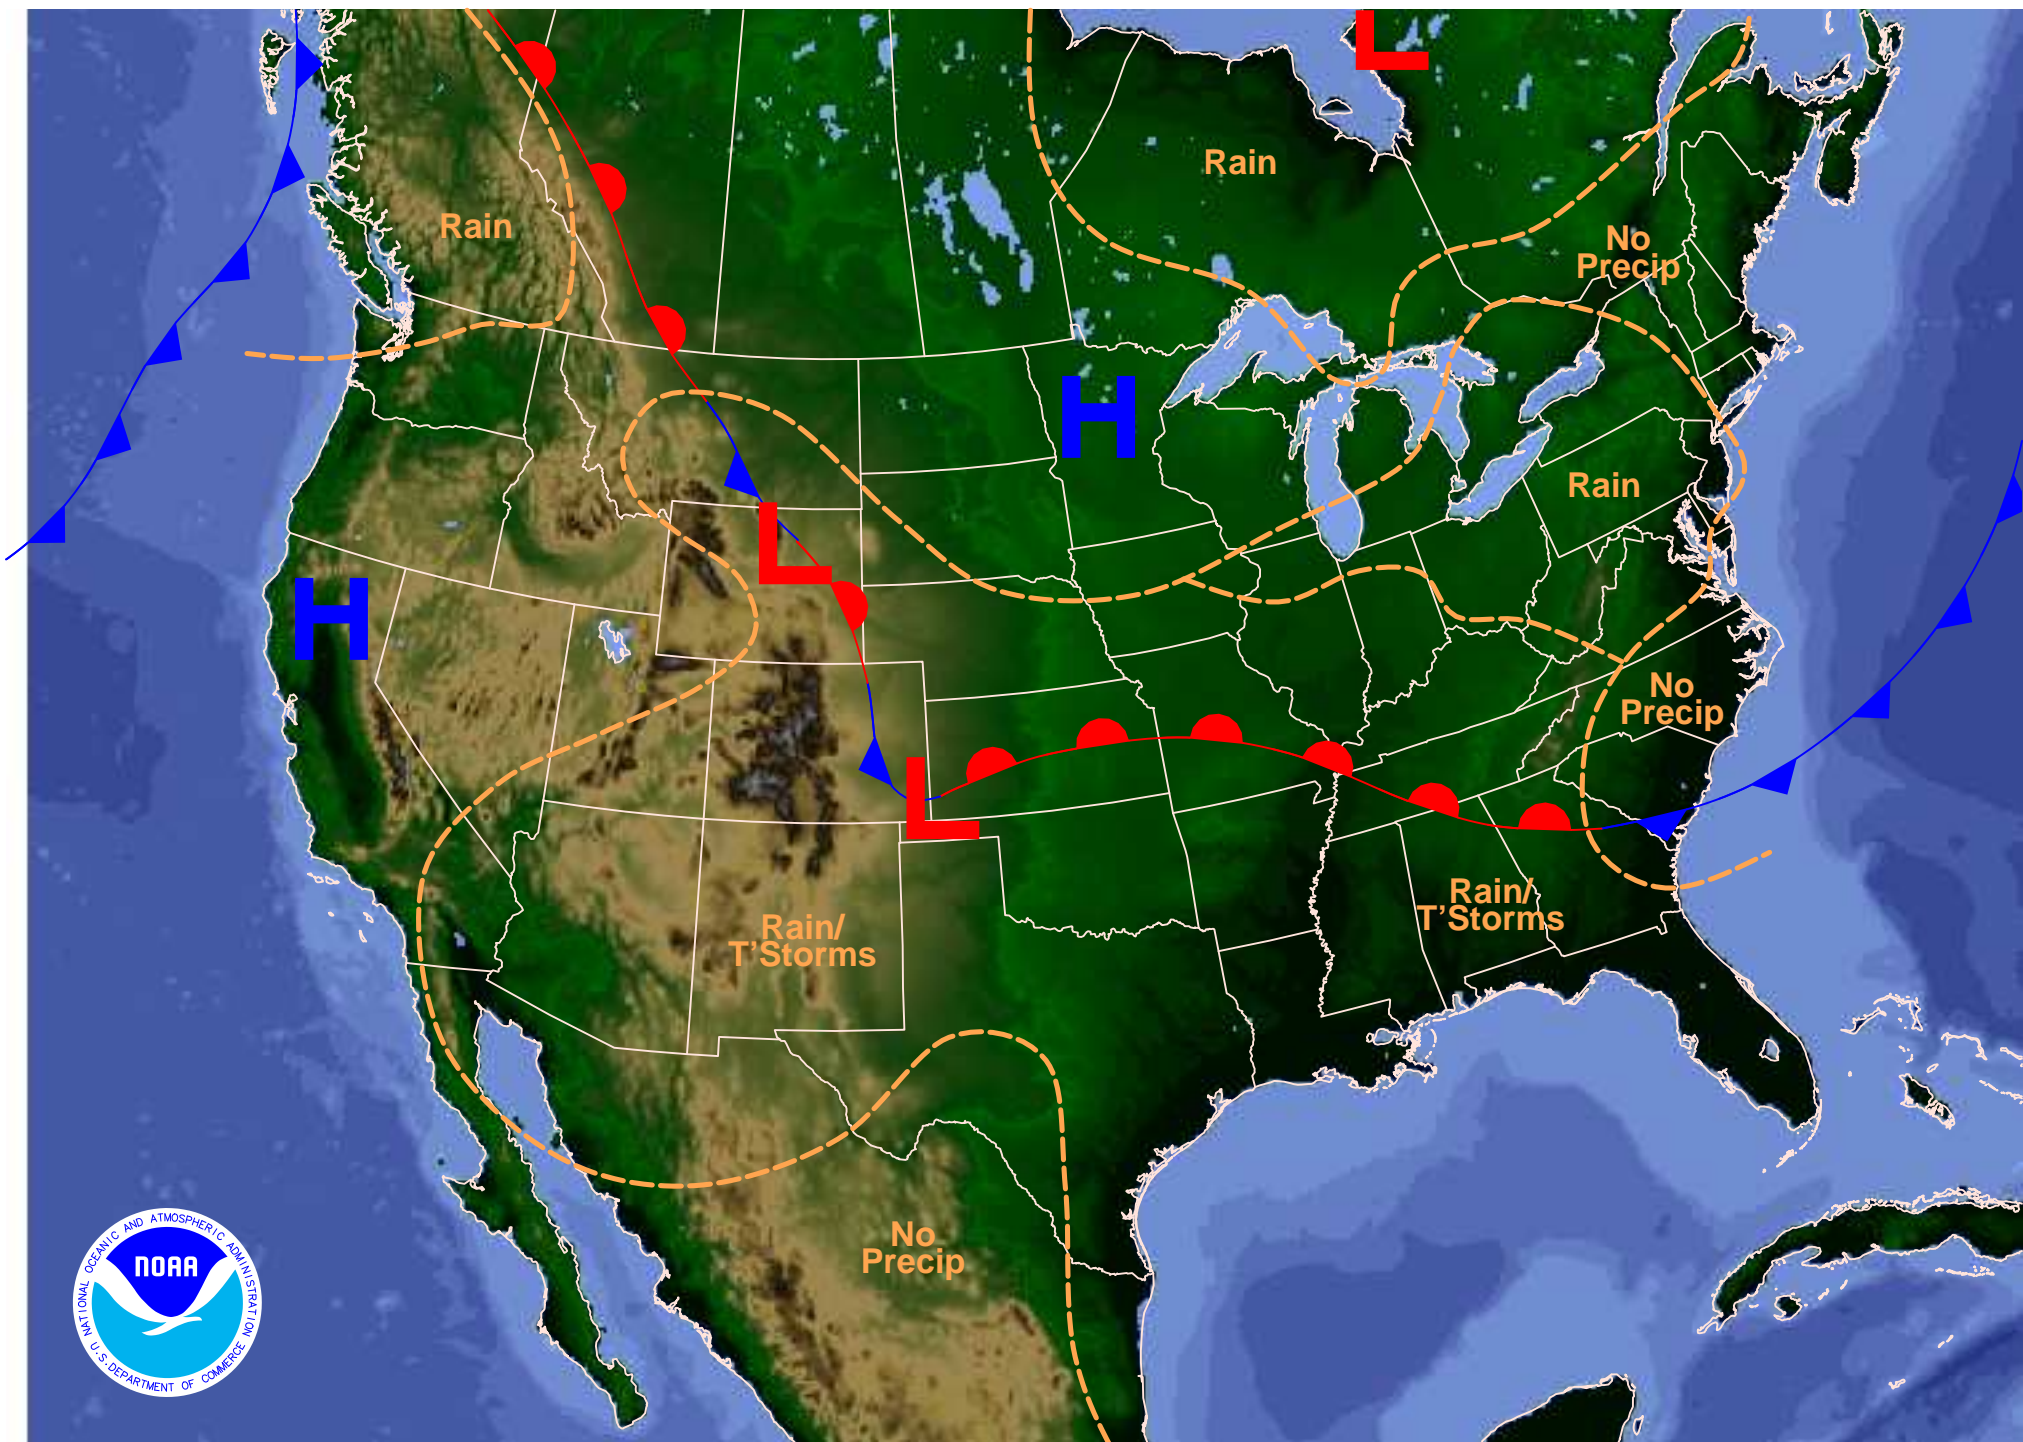 L
Rain
Rain
No
Precip
H
Rain
L
H
No
Precip
L
Rain/
T'Storms
Rain/
T'Storms
No
Precip
NATIONAL OCEANIC AND ATMOSPHERIC ADMINISTRATION
NOAA
U.S. DEPARTMENT OF COMMERCE